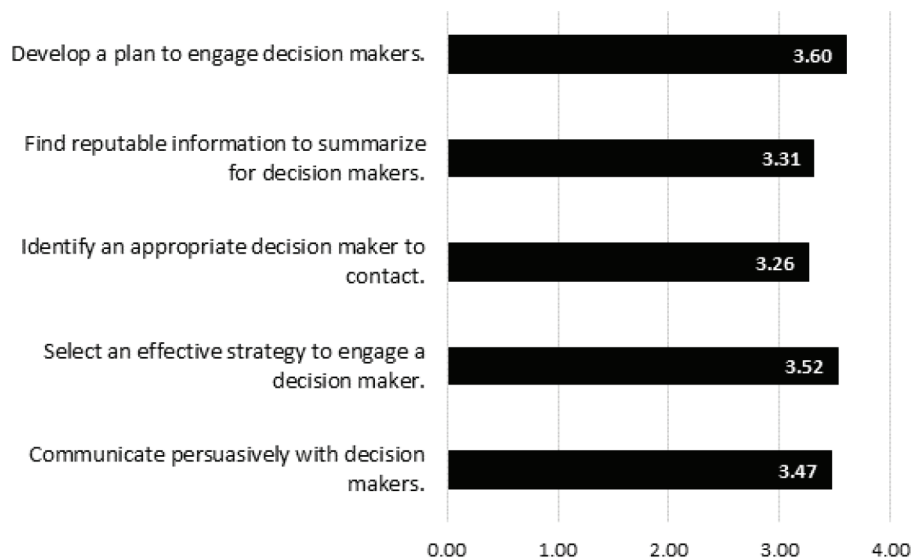 Develop a plan to engage decision makers.
3.60
Find reputable information to summarize
for decision makers.
3.31
Identify an appropriate decision maker to
contact.
3.26
Select an effective strategy to engage a
decision maker.
3.52
Communicate persuasively with decision
makers.
3.47
0.00 1.00 2.00 3.00 4.00